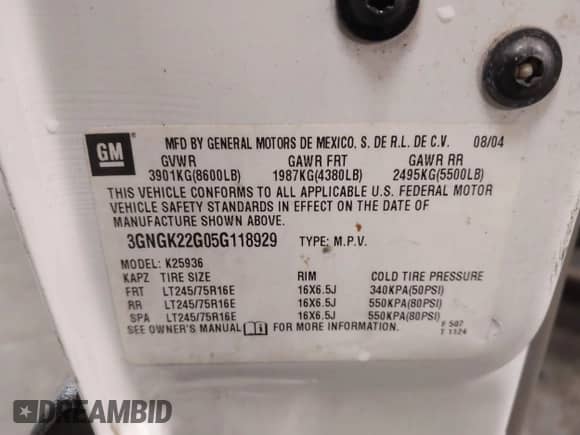 GM
MFD BY GENERAL MOTORS DE MEXICO, S. DE R.L. DE C.V. 08/04
GVWR GAWR FRT GAWR RR
3901KG(8600LB) 1987KG(4380LB) 2495KG(5500LB)
THIS VEHICLE CONFORMS TO ALL APPLICABLE U.S. FEDERAL MOTOR
VEHICLE SAFETY STANDARDS IN EFFECT ON THE DATE OF
MANUFACTURE SHOWN ABOVE.
3GNGK22G05G118929 TYPE: M.P.V.
MODEL: K25936
KAPZ TIRE SIZE RIM COLD TIRE PRESSURE
FRT LT245/75R16E 16X6.5J 340KPA(50PSI)
RR LT245/75R16E 16X6.5J 550KPA(80PSI)
SPA LT245/75R16E 16X6.5J 550KPA(80PSI)
SEE OWNER'S MANUAL FOR MORE INFORMATION.
F 507
T 1124
DREAMBID